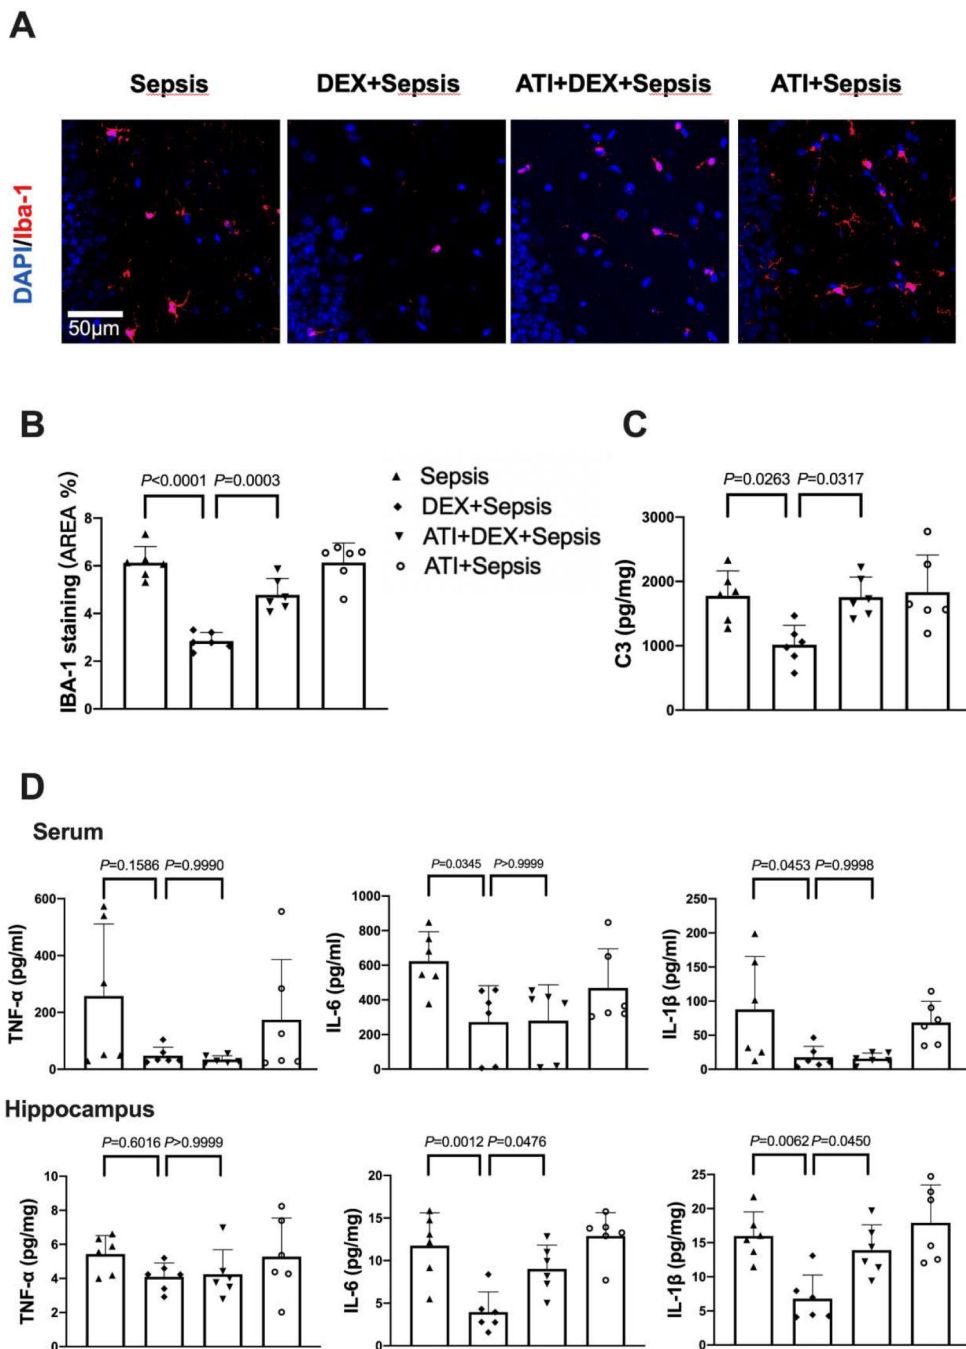 A
Sepsis DEX+Sepsis ATI+DEX+Sepsis ATI+Sepsis
DAPI/Iba-1
50μm
B
P<0.0001 P=0.0003
IBA-1 staining (AREA %)
8
6
4
2
0
Sepsis
DEX+Sepsis
ATI+DEX+Sepsis
ATI+Sepsis
C
P=0.0263 P=0.0317
C3 (pg/mg)
3000
2000
1000
0
D
Serum
P=0.1586 P=0.9990
TNF-α (pg/ml)
600
400
200
0
P=0.0345 P>0.9999
IL-6 (pg/ml)
1000
800
600
400
200
0
P=0.0453 P=0.9998
IL-1β (pg/ml)
250
200
150
100
50
0
Hippocampus
P=0.6016 P>0.9999
TNF-α (pg/mg)
10
8
6
4
2
0
P=0.0012 P=0.0476
IL-6 (pg/mg)
20
15
10
5
0
P=0.0062 P=0.0450
IL-1β (pg/mg)
25
20
15
10
5
0